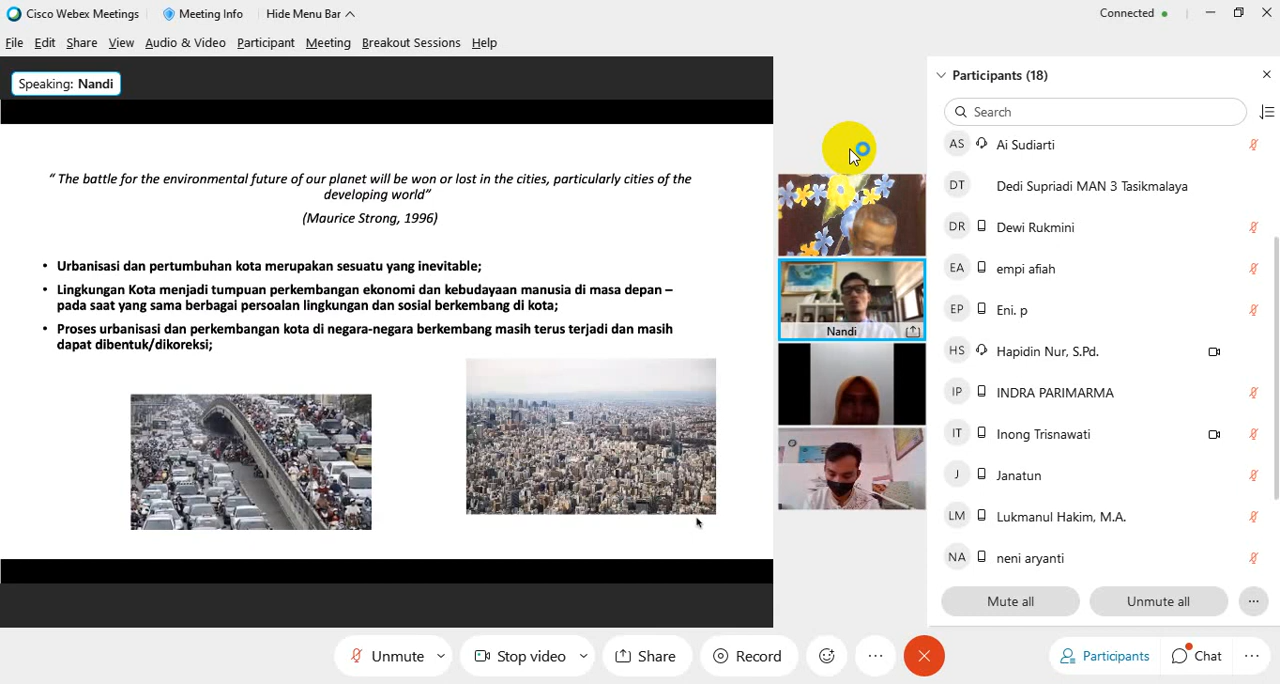 Cisco Webex Meetings
Meeting Info
Hide Menu Bar
Connected
File Edit Share View Audio & Video Participant Meeting Breakout Sessions Help
Speaking: Nandi
“ The battle for the environmental future of our planet will be won or lost in the cities, particularly cities of the
developing world”
(Maurice Strong, 1996)
• Urbanisasi dan pertumbuhan kota merupakan sesuatu yang inevitable;
• Lingkungan Kota menjadi tumpuan perkembangan ekonomi dan kebudayaan manusia di masa depan –
pada saat yang sama berbagai persoalan lingkungan dan sosial berkembang di kota;
• Proses urbanisasi dan perkembangan kota di negara-negara berkembang masih terus terjadi dan masih
dapat dibentuk/dikoreksi;
Nandi
Participants (18)
Search
AS Ai Sudiarti
DT Dedi Supriadi MAN 3 Tasikmalaya
DR Dewi Rukmini
EA empi afiah
EP Eni. p
HS Hapidin Nur, S.Pd.
IP INDRA PARIMARMA
IT Inong Trisnawati
J Janatun
LM Lukmanul Hakim, M.A.
NA neni aryanti
Mute all
Unmute all
...
Unmute
Stop video
Share
Record
...
Participants
Chat
...